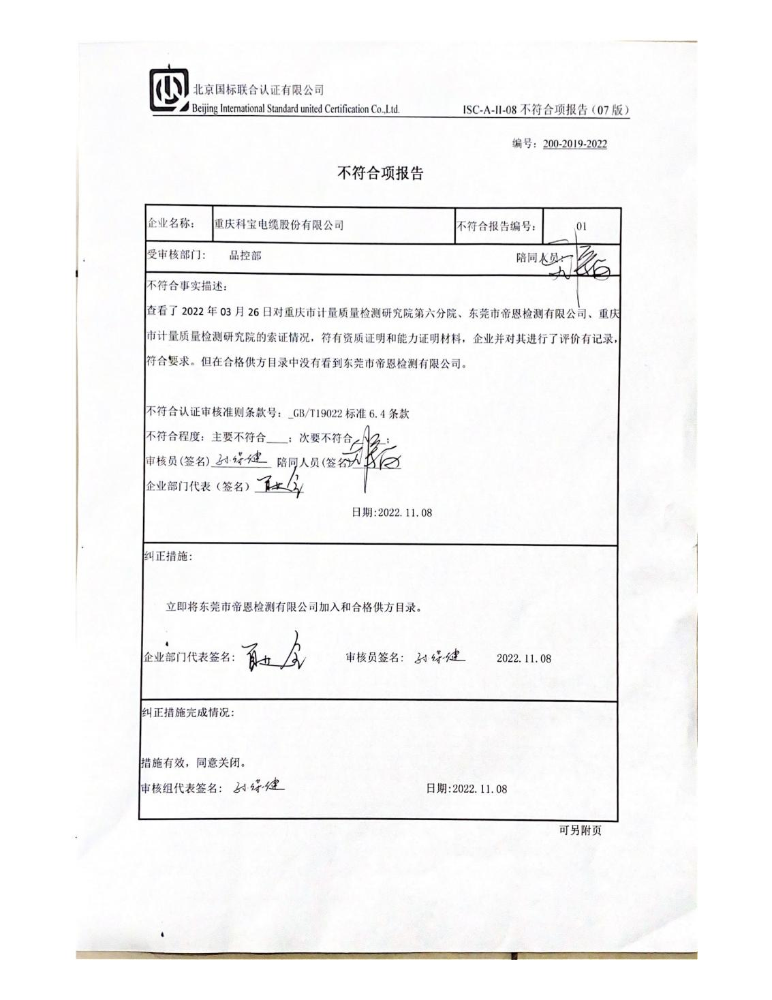 北京国标联合认证有限公司
Beijing International Standard united Certification Co.,Ltd.
ISC-A-II-08 不符合项报告(07版)
编号：200-2019-2022
不符合项报告
企业名称： 重庆科宝电缆股份有限公司 不符合报告编号： 01
受审核部门： 品控部 陪同人员：
不符合事实描述：
查看了 2022 年 03 月 26 日对重庆市计量质量检测研究院第六分院、东莞市帝恩检测有限公司、重庆
市计量质量检测研究院的索证情况，符有资质证明和能力证明材料，企业并对其进行了评价有记录，
符合要求。但在合格供方目录中没有看到东莞市帝恩检测有限公司。
不符合认证审核准则条款号：_GB/T19022 标准 6.4 条款
不符合程度：主要不符合____；次要不符合 ；
审核员(签名) 孙保健 陪同人员(签名)
企业部门代表（签名）
日期:2022.11.08
纠正措施：
立即将东莞市帝恩检测有限公司加入和合格供方目录。
企业部门代表签名： 审核员签名： 孙保健 2022.11.08
纠正措施完成情况：
措施有效，同意关闭。
审核组代表签名： 孙保健 日期:2022.11.08
可另附页